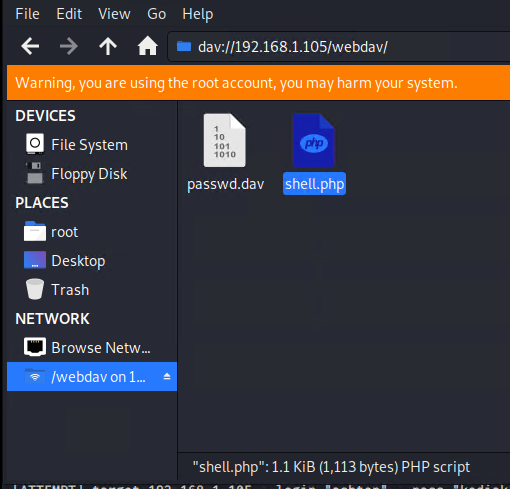 File Edit View Go Help
dav://192.168.1.105/webdav/
Warning, you are using the root account, you may harm your system.
DEVICES
File System
Floppy Disk
PLACES
root
Desktop
Trash
NETWORK
Browse Netw...
/webdav on 1...
1
10
101
1010
passwd.dav
php
shell.php
"shell.php": 1.1 KiB (1,113 bytes) PHP script